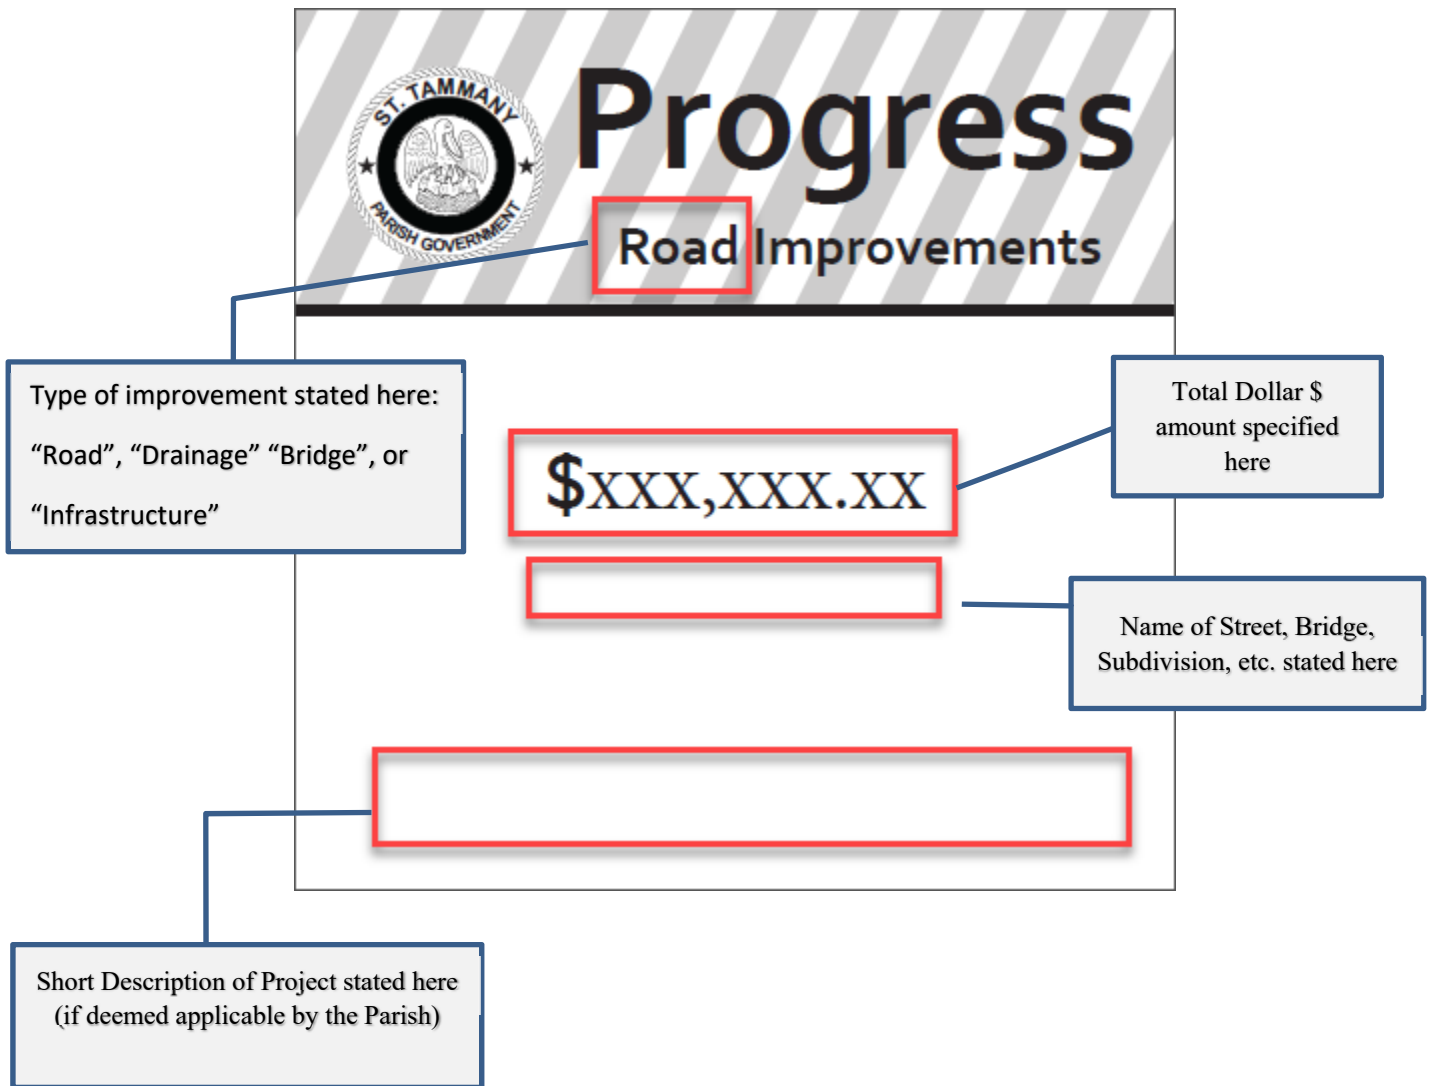 ST. TAMMANY
PARISH GOVERNMENT
Progress
Road Improvements
Type of improvement stated here:
“Road”, “Drainage” “Bridge”, or
“Infrastructure”
Total Dollar $
amount specified
here
$xxx,xxx.xx
Name of Street, Bridge,
Subdivision, etc. stated here
Short Description of Project stated here
(if deemed applicable by the Parish)